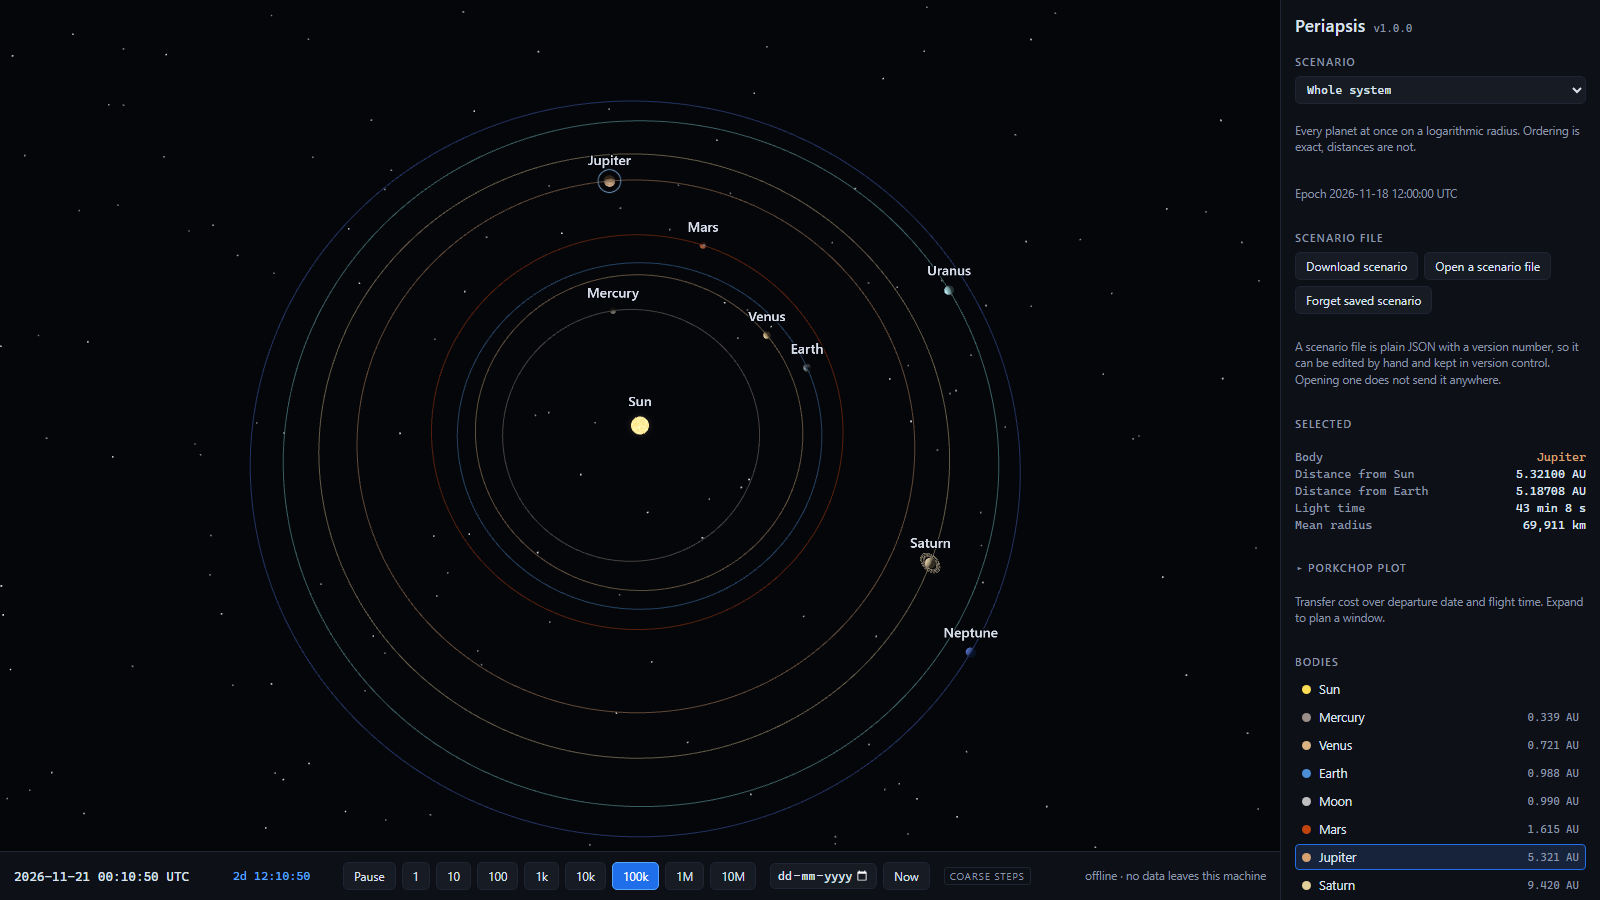 Periapsis v1.0.0
SCENARIO
Whole system
Every planet at once on a logarithmic radius. Ordering is
exact, distances are not.
Epoch 2026-11-18 12:00:00 UTC
SCENARIO FILE
Download scenario
Open a scenario file
Forget saved scenario
A scenario file is plain JSON with a version number, so it
can be edited by hand and kept in version control.
Opening one does not send it anywhere.
SELECTED
Body Jupiter
Distance from Sun 5.32100 AU
Distance from Earth 5.18708 AU
Light time 43 min 8 s
Mean radius 69,911 km
PORKCHOP PLOT
Transfer cost over departure date and flight time. Expand
to plan a window.
BODIES
Sun
Mercury 0.339 AU
Venus 0.721 AU
Earth 0.988 AU
Moon 0.990 AU
Mars 1.615 AU
Jupiter 5.321 AU
Saturn 9.420 AU
Jupiter
Mars
Uranus
Mercury
Venus
Earth
Sun
Saturn
Neptune
2026-11-21 00:10:50 UTC
2d 12:10:50
Pause
1
10
100
1k
10k
100k
1M
10M
dd-mm-yyyy
Now
COARSE STEPS
offline · no data leaves this machine